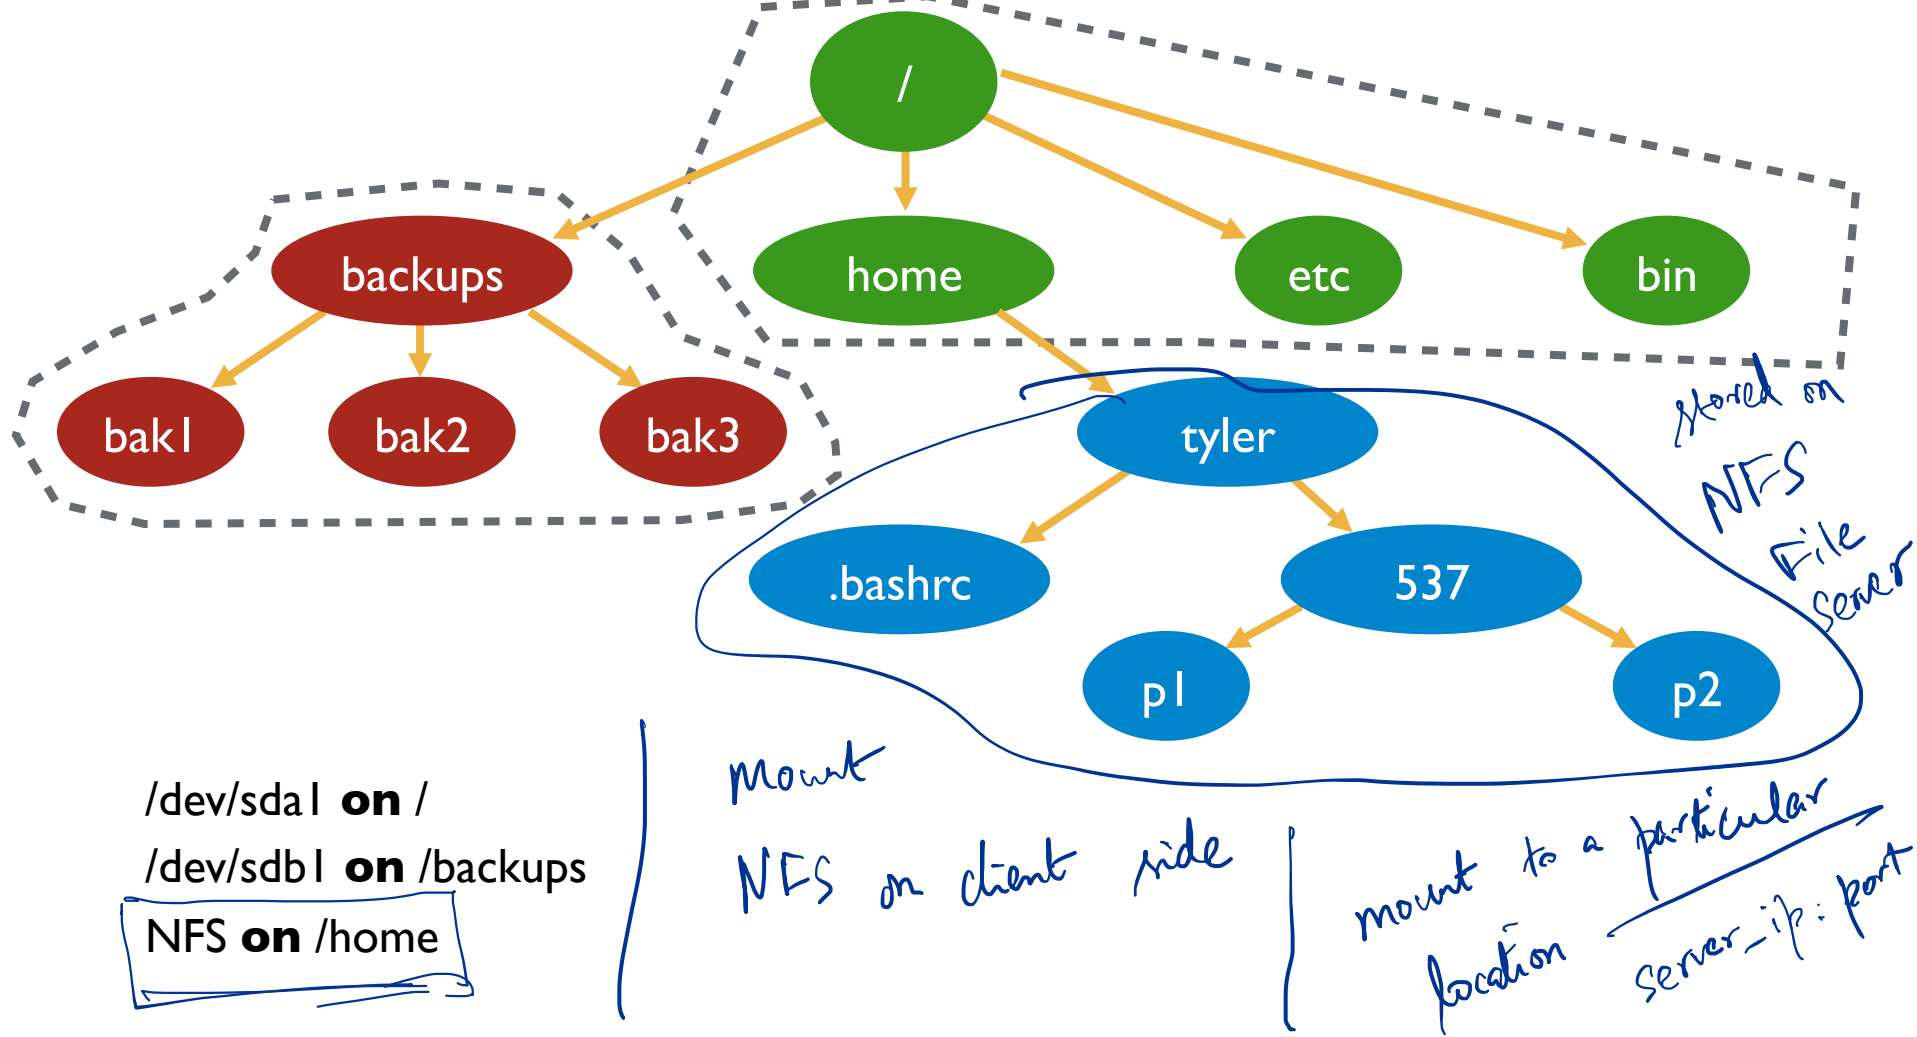 /
backups
home
etc
bin
bak1
bak2
bak3
tyler
.bashrc
537
p1
p2
stored on
NFS
File
server
/dev/sda1 on /
/dev/sdb1 on /backups
NFS on /home
mount
NFS on client side
mount to a particular
location
server_ip: port